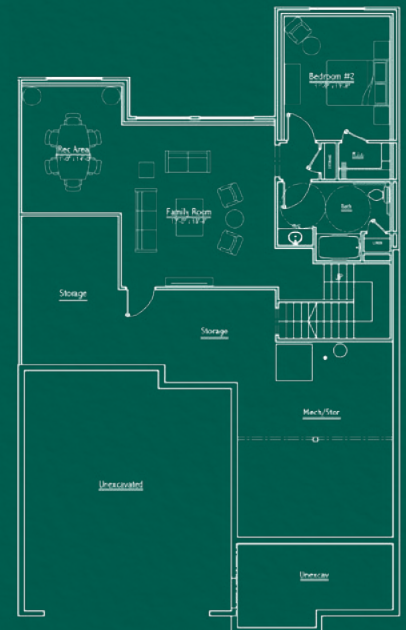 Bedroom #2
Rec Area
Family Room
Bath
Storage
Storage
Mech/Stor
Unexcavated
Unexcav